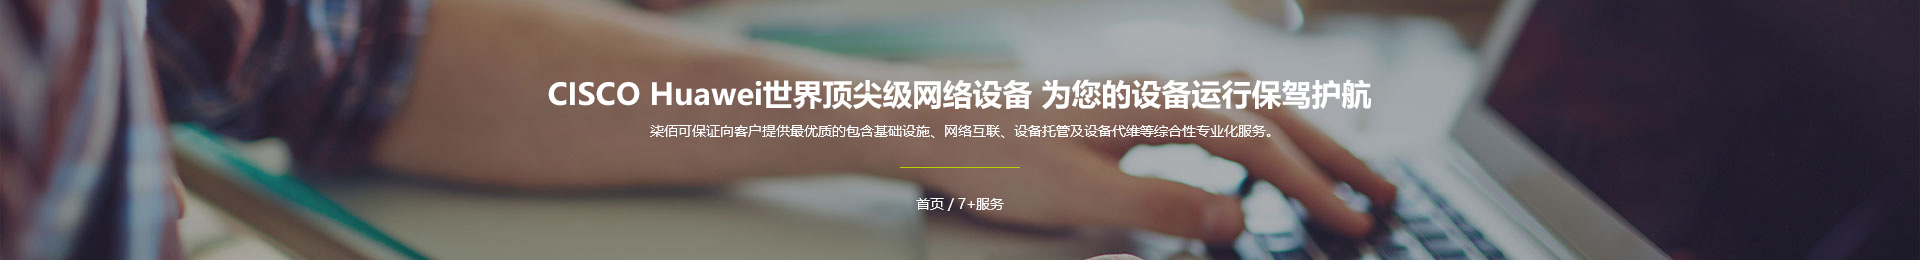 CISCO Huawei世界顶尖级网络设备 为您的设备运行保驾护航
柒佰可保证向客户提供最优质的包含基础设施、网络互联、设备托管及设备代维等综合性专业化服务。
首页 / 7+服务